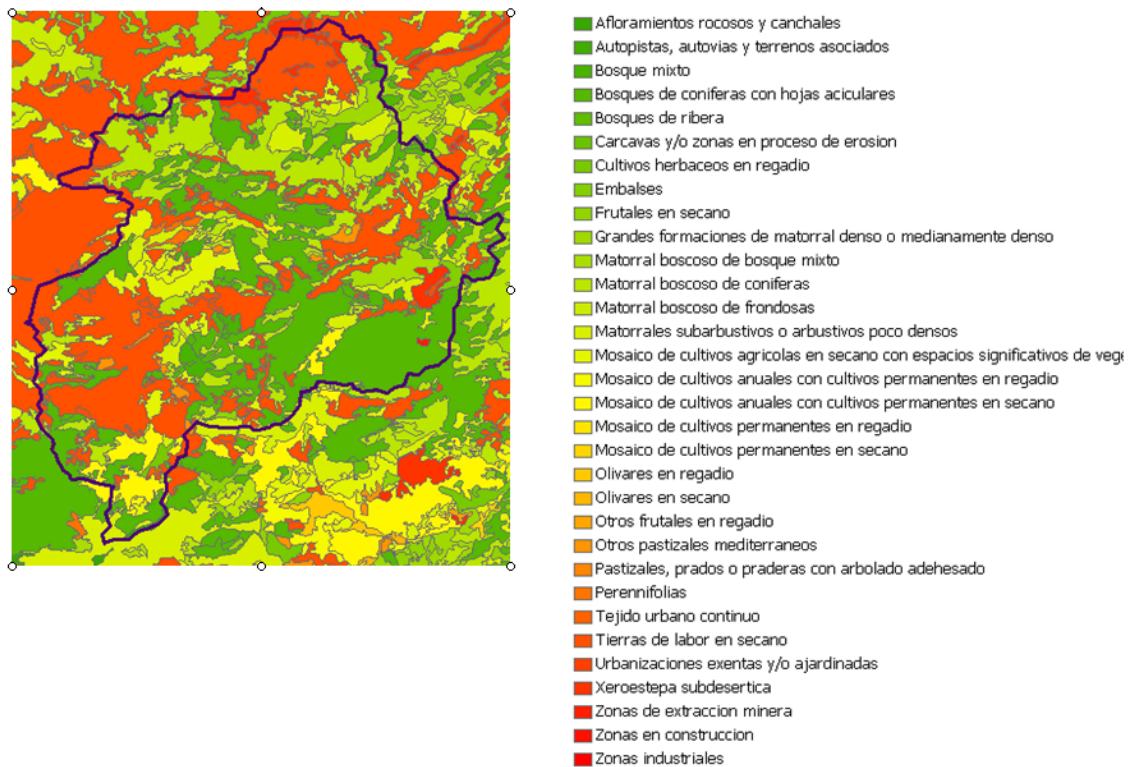 Afloramientos rocosos y canchales
Autopistas, autovias y terrenos asociados
Bosque mixto
Bosques de coniferas con hojas aciculares
Bosques de ribera
Carcavas y/o zonas en proceso de erosion
Cultivos herbaceos en regadio
Embalses
Frutales en secano
Grandes formaciones de matorral denso o medianamente denso
Matorral boscoso de bosque mixto
Matorral boscoso de coniferas
Matorral boscoso de frondosas
Matorrales subarbustivos o arbustivos poco densos
Mosaico de cultivos agricolas en secano con espacios significativos de vege
Mosaico de cultivos anuales con cultivos permanentes en regadio
Mosaico de cultivos anuales con cultivos permanentes en secano
Mosaico de cultivos permanentes en regadio
Mosaico de cultivos permanentes en secano
Olivares en regadio
Olivares en secano
Otros frutales en regadio
Otros pastizales mediterraneos
Pastizales, prados o praderas con arbolado adehesado
Perennifolias
Tejido urbano continuo
Tierras de labor en secano
Urbanizaciones exentas y/o ajardinadas
Xeroestepa subdesertica
Zonas de extraccion minera
Zonas en construccion
Zonas industriales